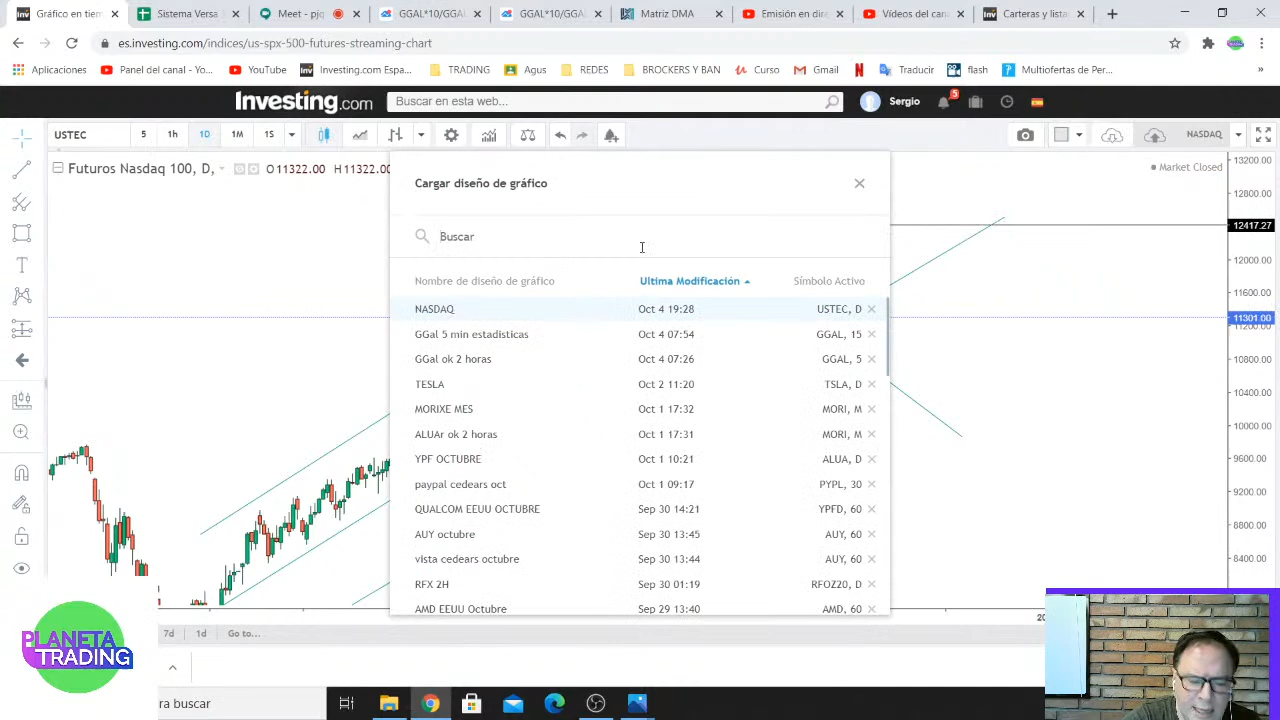 Gráfico en tiem
Sistema Versa
Meet – pjq
GGAL*10/GGAL
GGAL*10/GGAL
Matriz DMA
Emisión en dire
Vídeos del cana
Carteras y lista
es.investing.com/indices/us-spx-500-futures-streaming-chart
Aplicaciones
Panel del canal - Yo...
YouTube
Investing.com Espa...
TRADING
Agus
REDES
BROCKERS Y BAN
Curso
Gmail
Traducir
flash
Multiofertas de Per...
Investing.com
Buscar en esta web...
Sergio
5
USTEC
5
1h
1D
1M
1S
NASDAQ
Futuros Nasdaq 100, D,
O11322.00
H11322.00
Market Closed
Cargar diseño de gráfico
Buscar
Nombre de diseño de gráfico Ultima Modificación Símbolo Activo
NASDAQ Oct 4 19:28 USTEC, D
GGal 5 min estadisticas Oct 4 07:54 GGAL, 15
GGal ok 2 horas Oct 4 07:26 GGAL, 5
TESLA Oct 2 11:20 TSLA, D
MORIXE MES Oct 1 17:32 MORI, M
ALUAr ok 2 horas Oct 1 17:31 MORI, M
YPF OCTUBRE Oct 1 10:21 ALUA, D
paypal cedears oct Oct 1 09:17 PYPL, 30
QUALCOM EEUU OCTUBRE Sep 30 14:21 YPFD, 60
AUY octubre Sep 30 13:45 AUY, 60
vista cedears octubre Sep 30 13:44 AUY, 60
RFX 2H Sep 30 01:19 RFOZ20, D
AMD EEUU Octubre Sep 29 13:40 AMD, 60
13200.00
12800.00
12417.27
12000.00
11600.00
11301.00
11200.00
10800.00
10400.00
10000.00
9600.00
9200.00
8800.00
8400.00
7d
1d
Go to...
PLANETA
TRADING
ra buscar